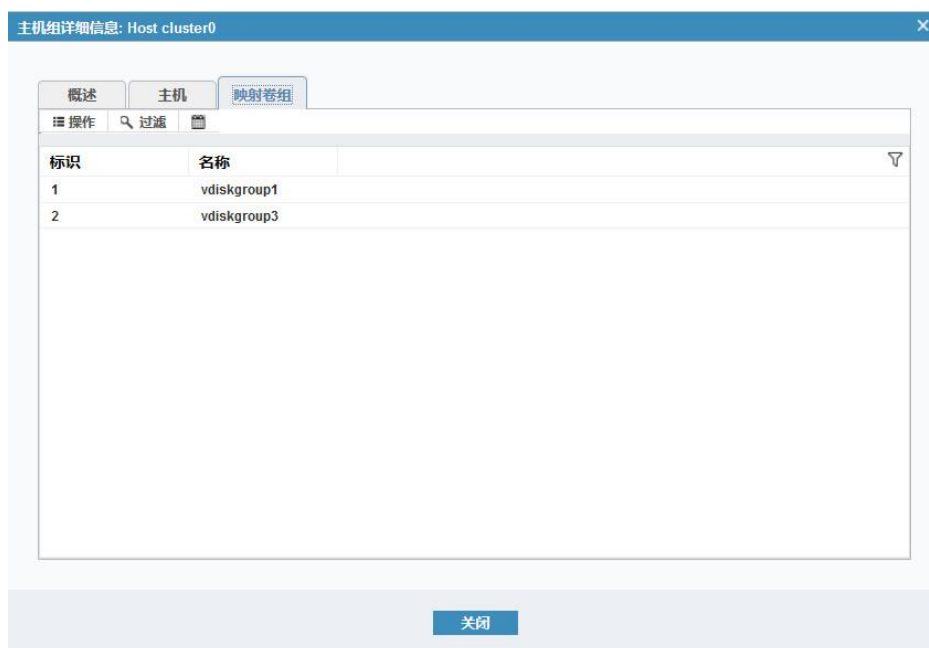 主机组详细信息: Host cluster0
概述 主机 映射卷组
操作 过滤
标识 名称
1 vdiskgroup1
2 vdiskgroup3
关闭